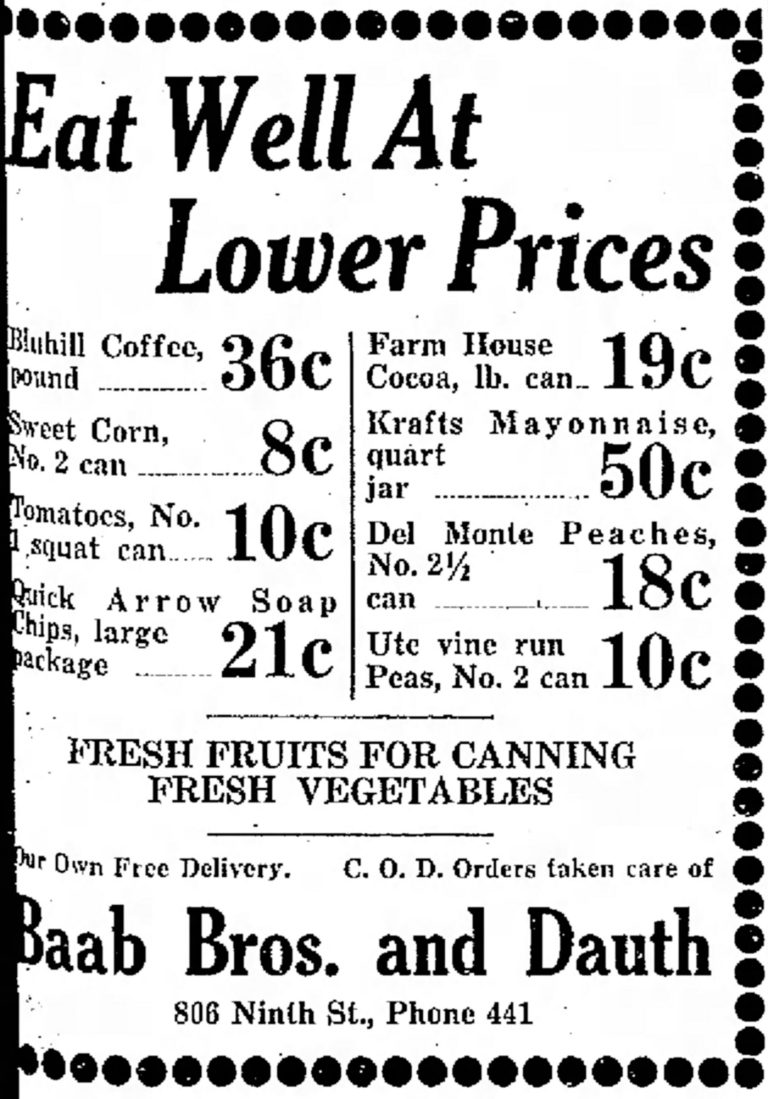 Eat Well At
Lower Prices
Bluhill Coffee,
pound 36c
Sweet Corn,
No. 2 can 8c
Tomatoes, No.
1 squat can 10c
Quick Arrow Soap
Chips, large
package 21c
Farm House
Cocoa, lb. can 19c
Krafts Mayonnaise,
quart
jar 50c
Del Monte Peaches,
No. 2½
can 18c
Ute vine run
Peas, No. 2 can 10c
FRESH FRUITS FOR CANNING
FRESH VEGETABLES
Our Own Free Delivery. C. O. D. Orders taken care of
Baab Bros. and Dauth
806 Ninth St., Phone 441